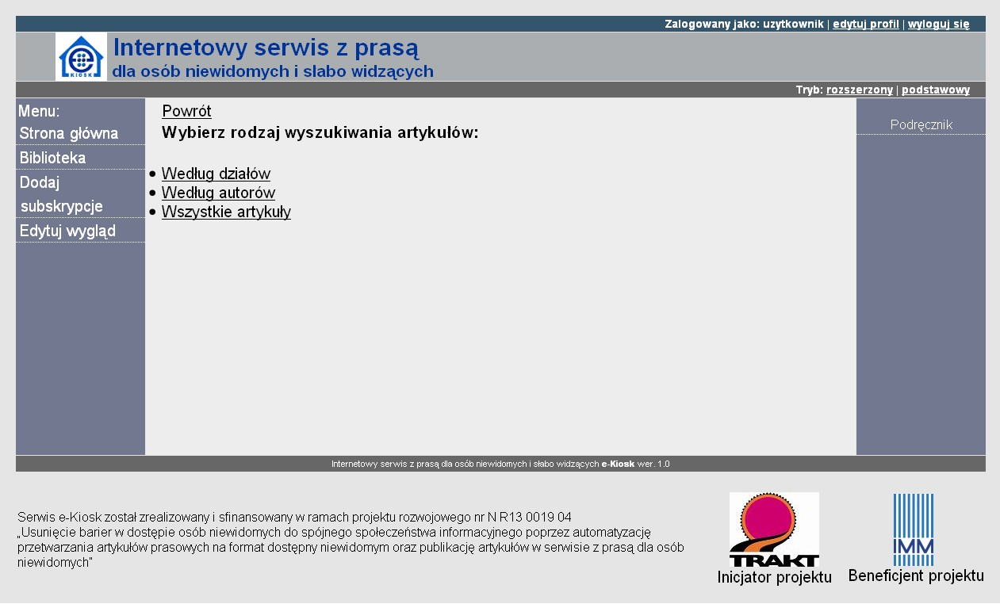 Zalogowany jako: uzytkownik | edytuj profil | wyloguj się
KIOSK
Internetowy serwis z prasą
dla osób niewidomych i slabo widzących
Tryb: rozszerzony | podstawowy
Menu:
Strona główna
Biblioteka
Dodaj
subskrypcje
Edytuj wygląd
Powrót
Wybierz rodzaj wyszukiwania artykułów:
• Według działów
• Według autorów
• Wszystkie artykuły
Podręcznik
Internetowy serwis z prasą dla osób niewidomych i słabo widzących e-Kiosk wer. 1.0
Serwis e-Kiosk został zrealizowany i sfinansowany w ramach projektu rozwojowego nr N R13 0019 04
„Usunięcie barier w dostępie osób niewidomych do spójnego społeczeństwa informacyjnego poprzez automatyzację
przetwarzania artykułów prasowych na format dostępny niewidomym oraz publikację artykułów w serwisie z prasą dla osób
niewidomych”
TRAKT
Inicjator projektu
IMM
Beneficjent projektu